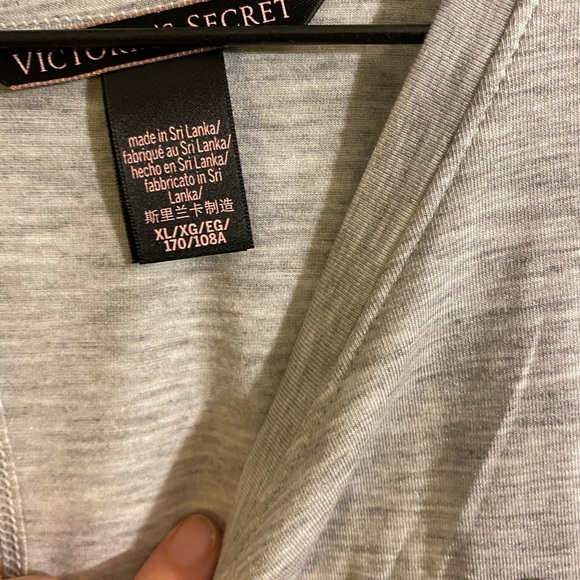 VICTORIA'S SECRET
made in Sri Lanka/
fabriqué au Sri Lanka/
hecho en Sri Lanka/
fabbricato in Sri
Lanka/
斯里兰卡制造
XL/XG/EG/
170/108A